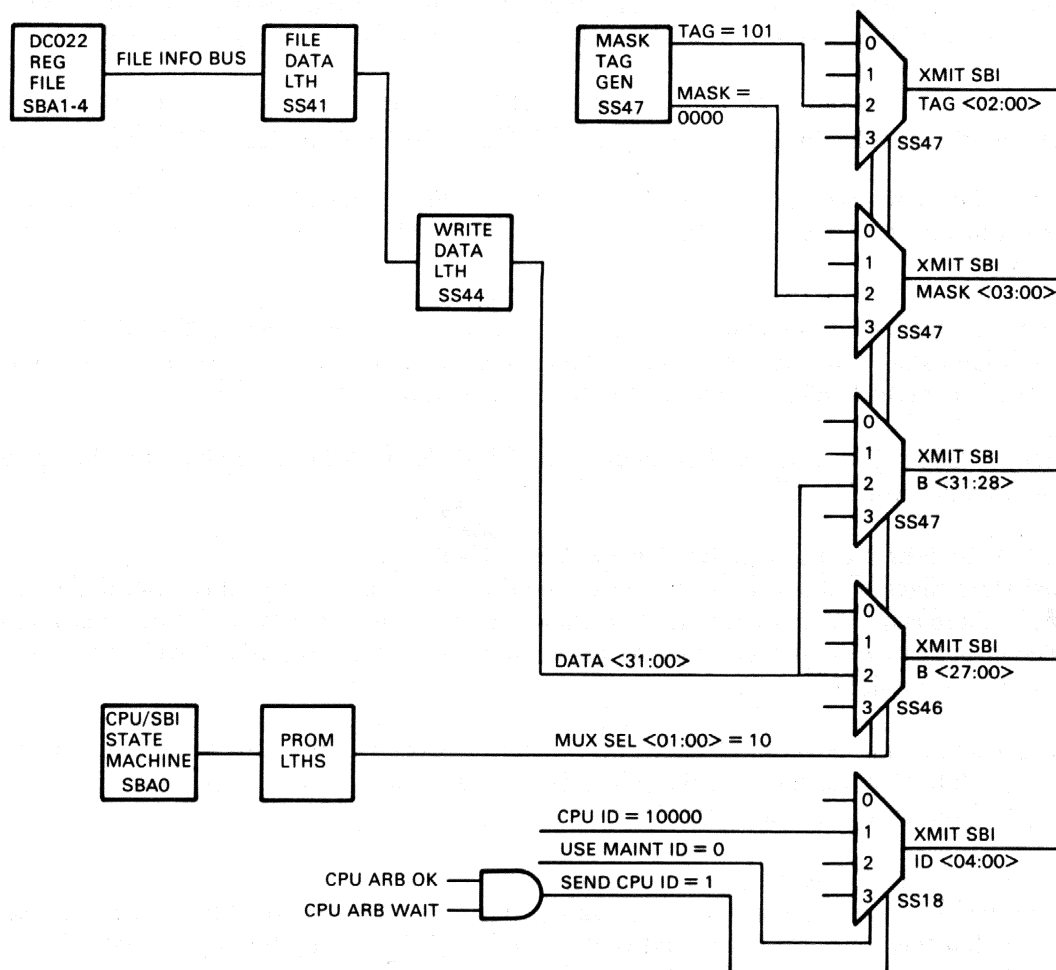 DC022
REG
FILE
SBA1-4
FILE INFO BUS
FILE
DATA
LTH
SS41
WRITE
DATA
LTH
SS44
MASK
TAG
GEN
SS47
TAG = 101
MASK =
0000
0
1
2
3
XMIT SBI
TAG <02:00>
SS47
0
1
2
3
XMIT SBI
MASK <03:00>
SS47
0
1
2
3
XMIT SBI
B <31:28>
SS47
DATA <31:00>
0
1
2
3
XMIT SBI
B <27:00>
SS46
CPU/SBI
STATE
MACHINE
SBA0
PROM
LTHS
MUX SEL <01:00> = 10
CPU ID = 10000
USE MAINT ID = 0
SEND CPU ID = 1
CPU ARB OK
CPU ARB WAIT
0
1
2
3
XMIT SBI
ID <04:00>
SS18